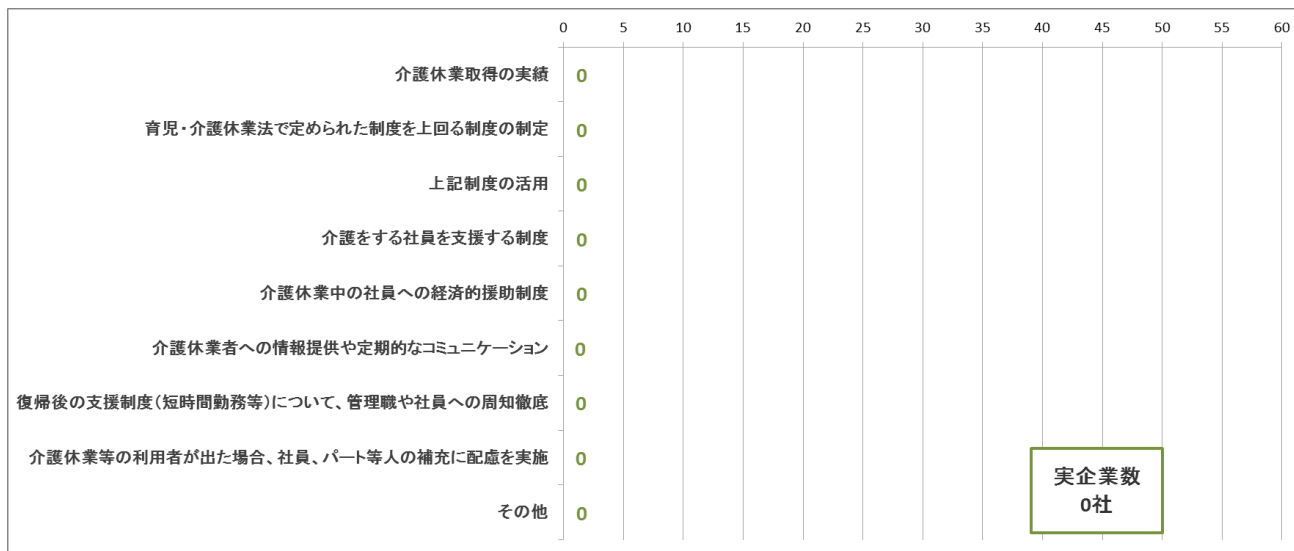 0 5 10 15 20 25 30 35 40 45 50 55 60
介護休業取得の実績 0
育児・介護休業法で定められた制度を上回る制度の制定 0
上記制度の活用 0
介護をする社員を支援する制度 0
介護休業中の社員への経済的援助制度 0
介護休業者への情報提供や定期的なコミュニケーション 0
復帰後の支援制度(短時間勤務等)について、管理職や社員への周知徹底 0
介護休業等の利用者が出た場合、社員、パート等人の補充に配慮を実施 0
その他 0
実企業数
0社